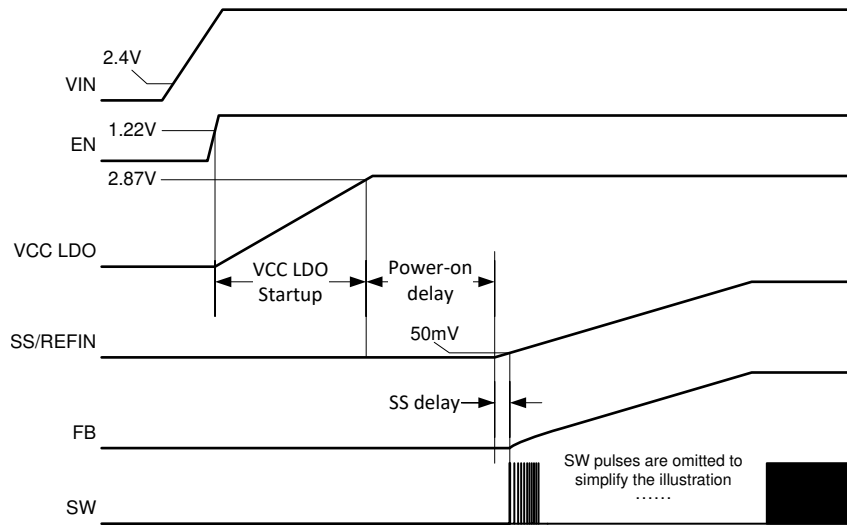 2.4V
VIN
1.22V
EN
2.87V
VCC LDO
VCC LDO
Startup
Power-on
delay
50mV
SS/REFIN
SS delay
FB
SW pulses are omitted to
simplify the illustration
......
SW